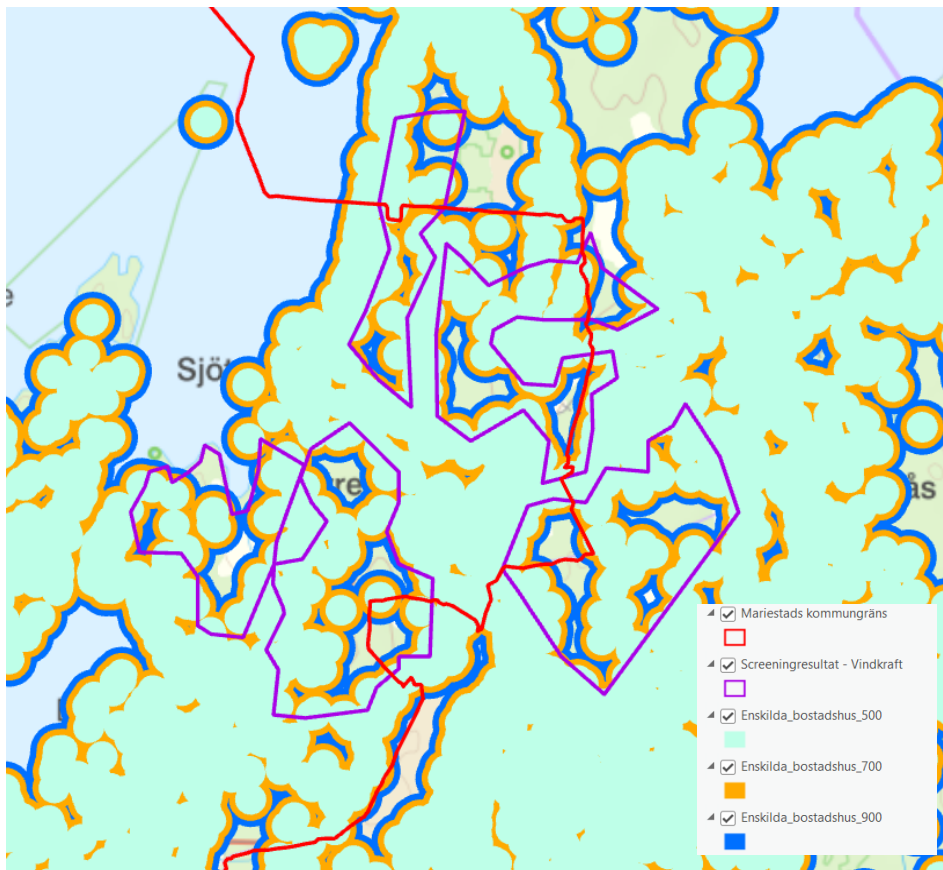 Sjöt
ås
Mariestads kommungräns
Screeningresultat - Vindkraft
Enskilda_bostadshus_500
Enskilda_bostadshus_700
Enskilda_bostadshus_900